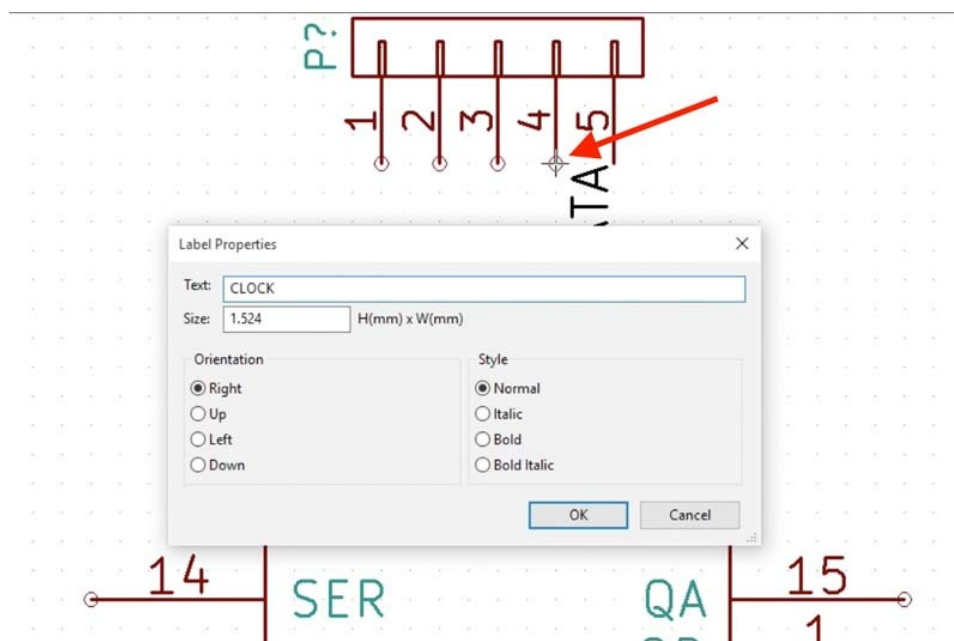 P?
1 2 3 4 5
Label Properties
Text: CLOCK
Size: 1.524 H(mm) x W(mm)
Orientation Style
Right Normal
Up Italic
Left Bold
Down Bold Italic
OK Cancel
14 SER QA 15
1